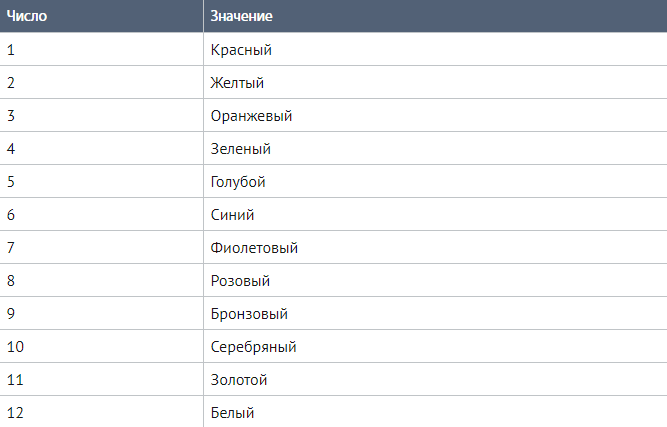 Число Значение
1 Красный
2 Желтый
3 Оранжевый
4 Зеленый
5 Голубой
6 Синий
7 Фиолетовый
8 Розовый
9 Бронзовый
10 Серебряный
11 Золотой
12 Белый